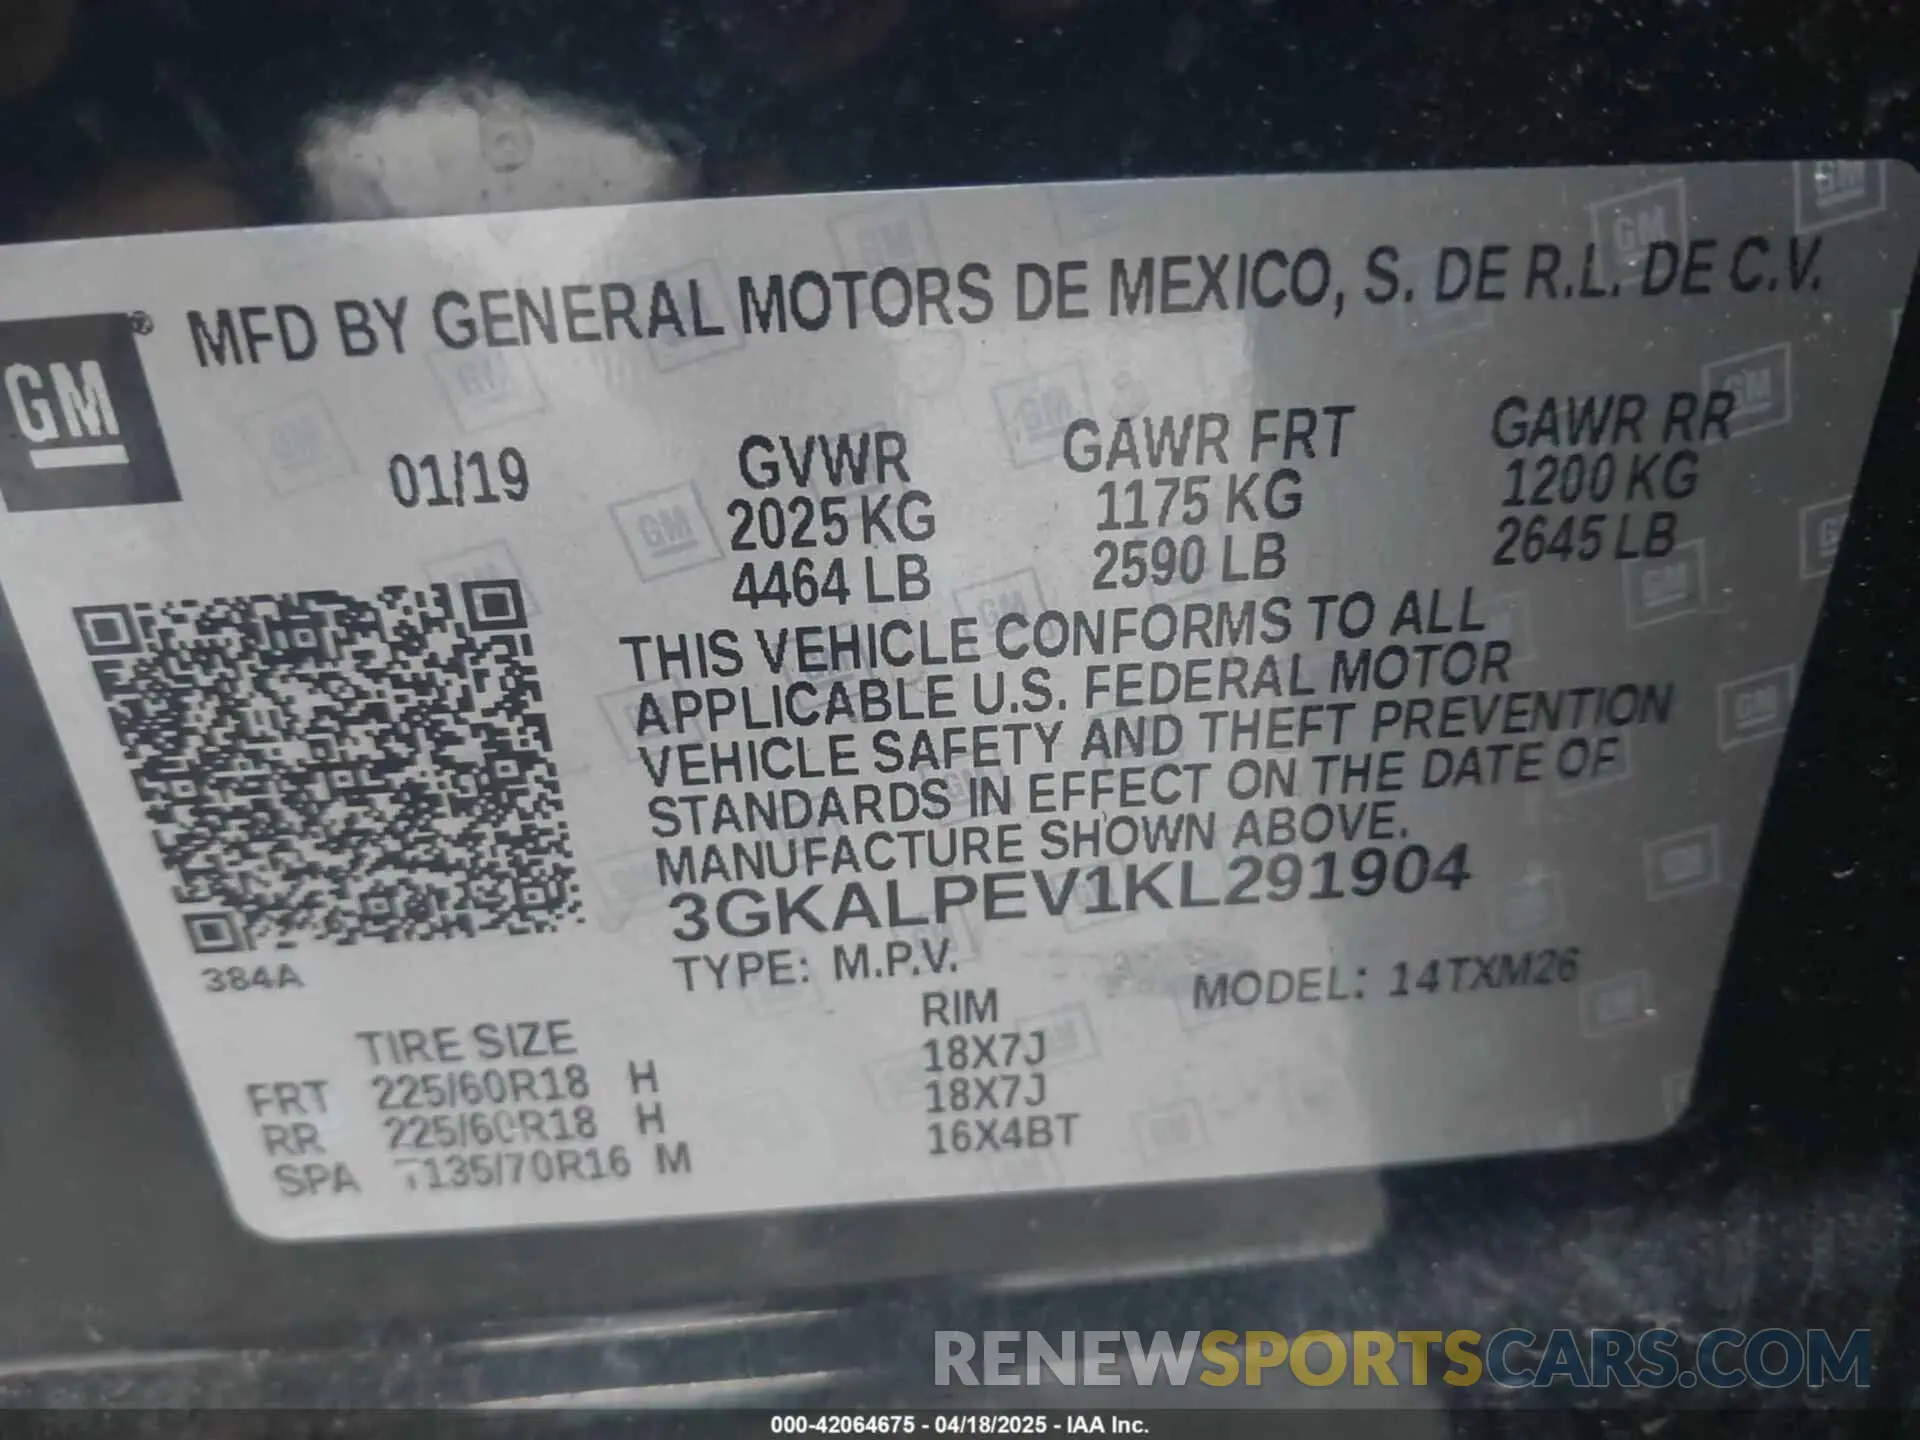 GM
® MFD BY GENERAL MOTORS DE MEXICO, S. DE R.L. DE C.V.
01/19
GVWR
2025 KG
4464 LB
GAWR FRT
1175 KG
2590 LB
GAWR RR
1200 KG
2645 LB
THIS VEHICLE CONFORMS TO ALL
APPLICABLE U.S. FEDERAL MOTOR
VEHICLE SAFETY AND THEFT PREVENTION
STANDARDS IN EFFECT ON THE DATE OF
MANUFACTURE SHOWN ABOVE.
3GKALPEV1KL291904
384A
TYPE: M.P.V.
MODEL: 14TXM26
TIRE SIZE RIM
FRT 225/60R18 H 18X7J
RR 225/60R18 H 18X7J
SPA T135/70R16 M 16X4BT
RENEWSPORTSCARS.COM
000-42064675 - 04/18/2025 - IAA Inc.